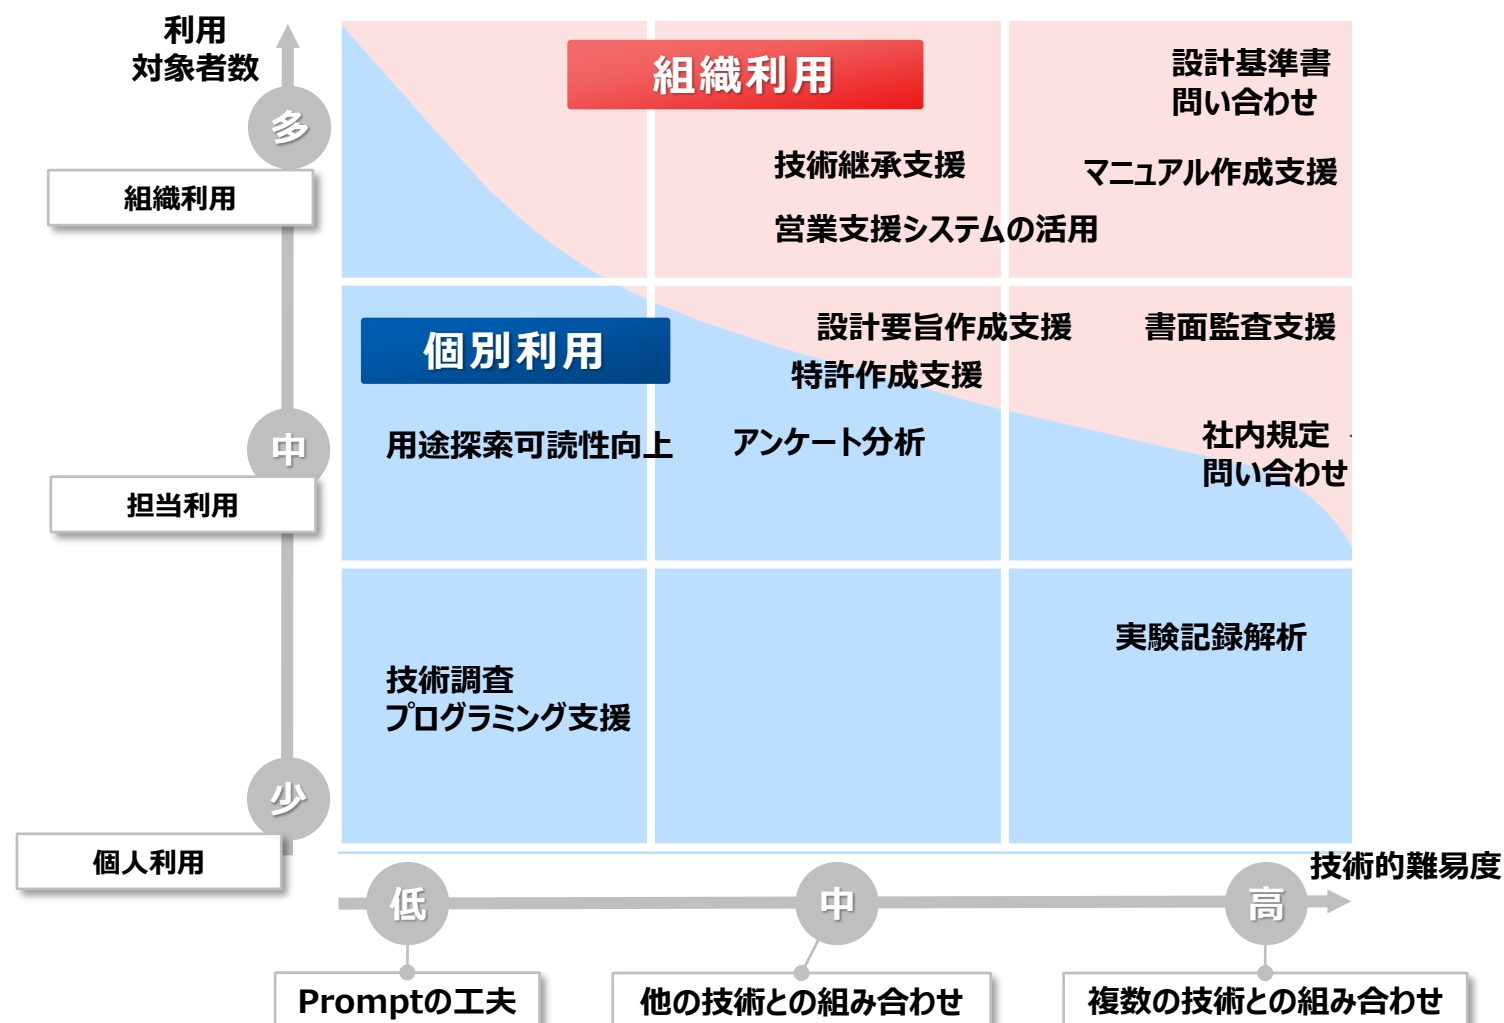 利用
対象者数
多
組織利用
中
担当利用
少
個人利用
組織利用
設計基準書
問い合わせ
技術継承支援
マニュアル作成支援
営業支援システムの活用
個別利用
設計要旨作成支援
書面監査支援
特許作成支援
用途探索可読性向上
アンケート分析
社内規定
問い合わせ
実験記録解析
技術調査
プログラミング支援
技術的難易度
低
中
高
Promptの工夫
他の技術との組み合わせ
複数の技術との組み合わせ